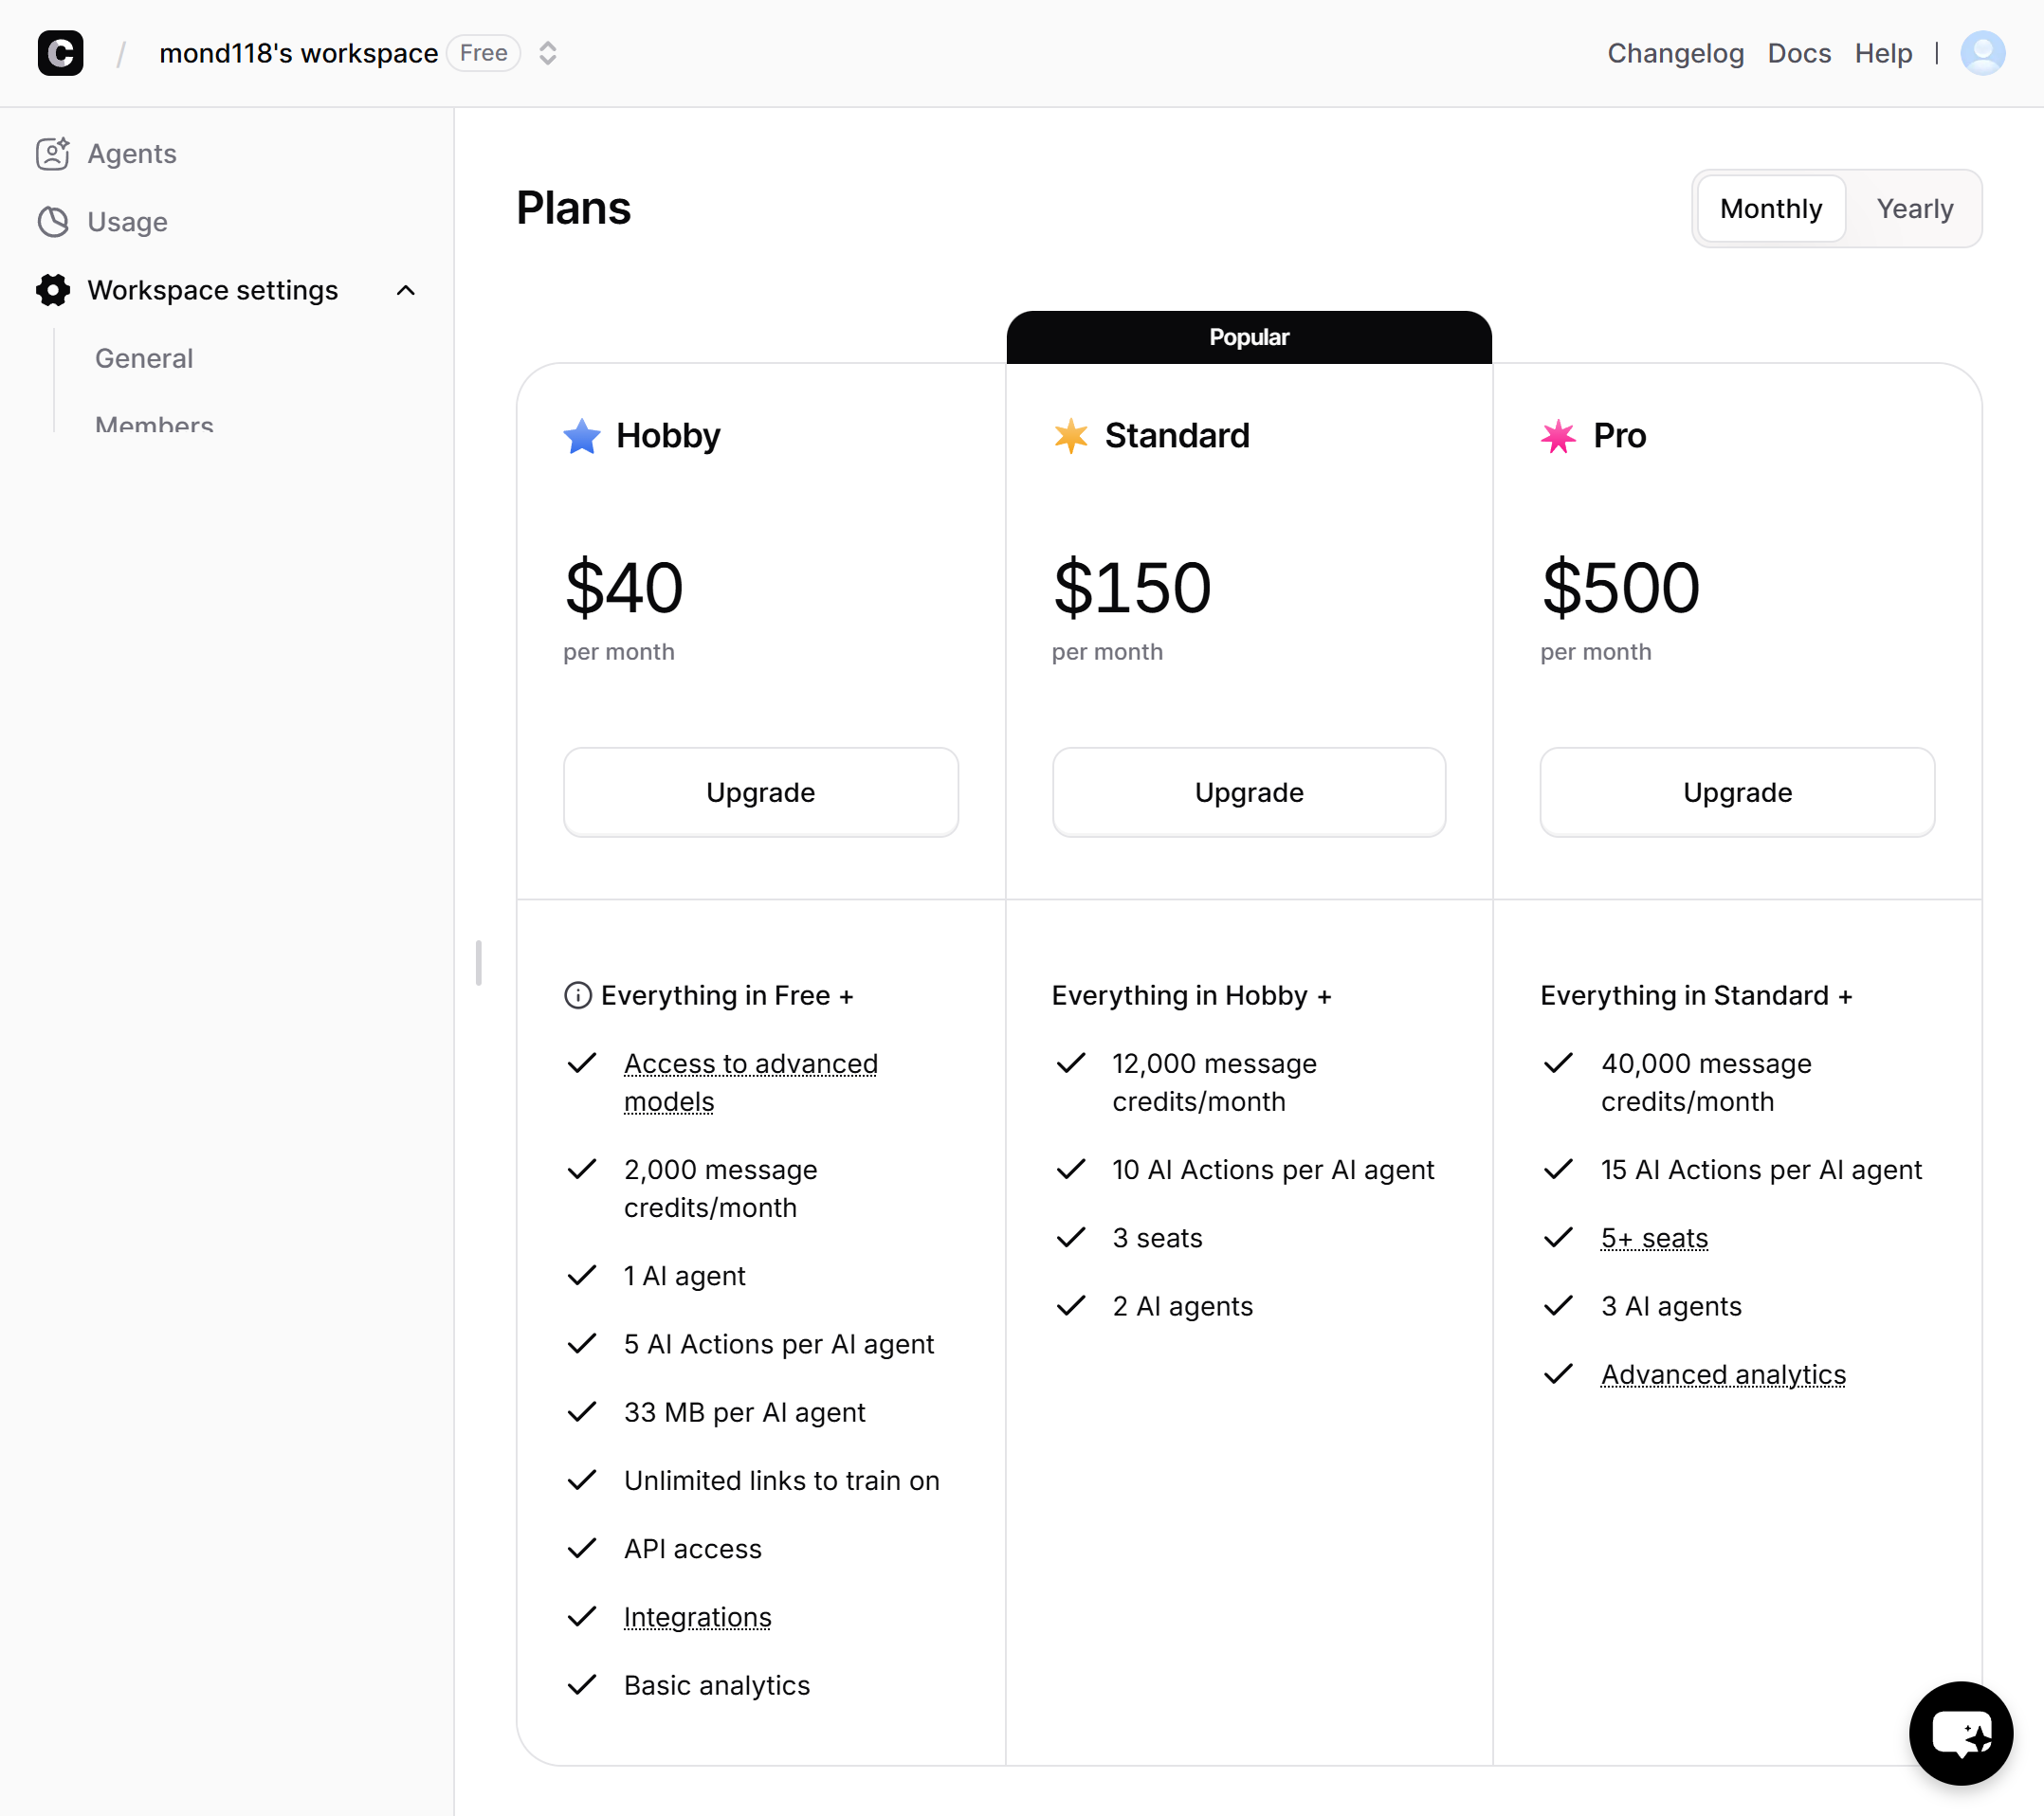 C / mond118's workspace Free
Changelog Docs Help |
Agents
Usage
Workspace settings
General
Members
Plans
Monthly Yearly
Popular
Hobby
$40
per month
Upgrade
Everything in Free +
Access to advanced
models
2,000 message
credits/month
1 AI agent
5 AI Actions per AI agent
33 MB per AI agent
Unlimited links to train on
API access
Integrations
Basic analytics
Standard
$150
per month
Upgrade
Everything in Hobby +
12,000 message
credits/month
10 AI Actions per AI agent
3 seats
2 AI agents
Pro
$500
per month
Upgrade
Everything in Standard +
40,000 message
credits/month
15 AI Actions per AI agent
5+ seats
3 AI agents
Advanced analytics